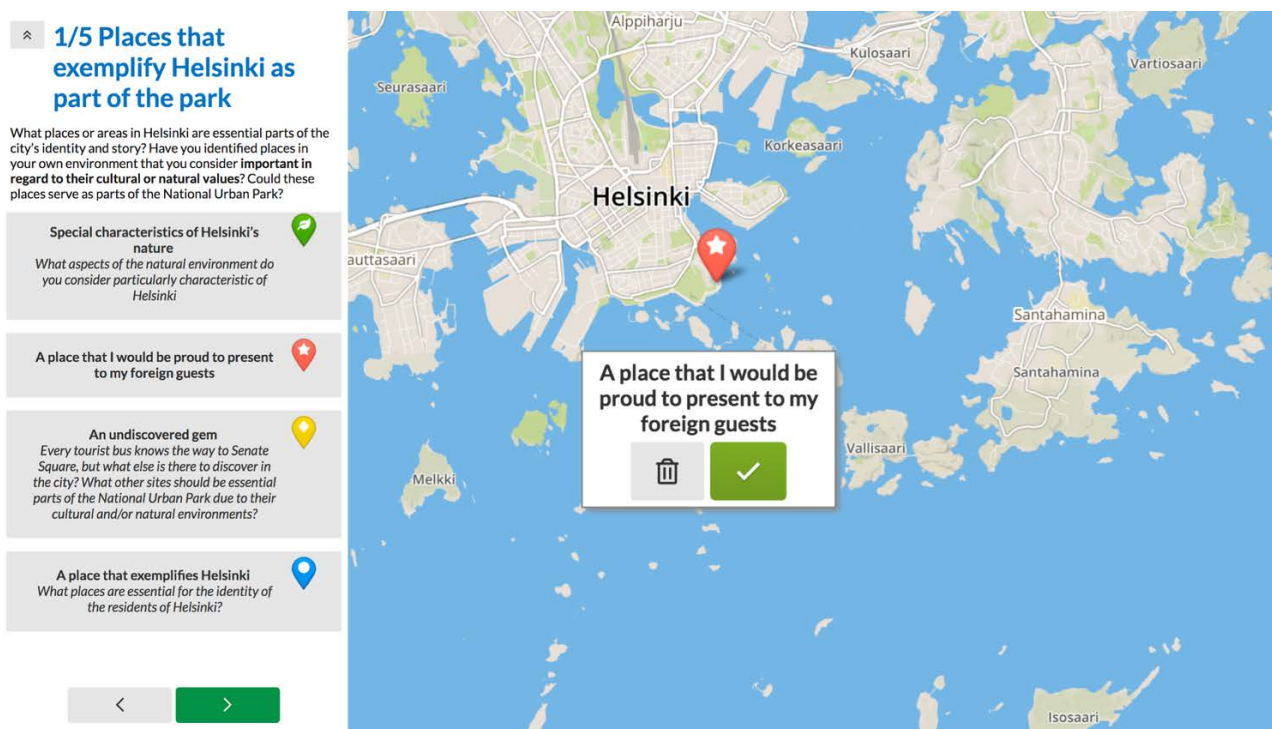 1/5 Places that
exemplify Helsinki as
part of the park
What places or areas in Helsinki are essential parts of the
city's identity and story? Have you identified places in
your own environment that you consider important in
regard to their cultural or natural values? Could these
places serve as parts of the National Urban Park?
Special characteristics of Helsinki's
nature
What aspects of the natural environment do
you consider particularly characteristic of
Helsinki
A place that I would be proud to present
to my foreign guests
An undiscovered gem
Every tourist bus knows the way to Senate
Square, but what else is there to discover in
the city? What other sites should be essential
parts of the National Urban Park due to their
cultural and/or natural environments?
A place that exemplifies Helsinki
What places are essential for the identity of
the residents of Helsinki?
Alppiharju
Kulosaari
Vartiosaari
Seurasaari
Korkeasaari
Helsinki
auttasaari
Santahamina
Santahamina
A place that I would be
proud to present to my
foreign guests
Vallisaari
Melkki
Isosaari